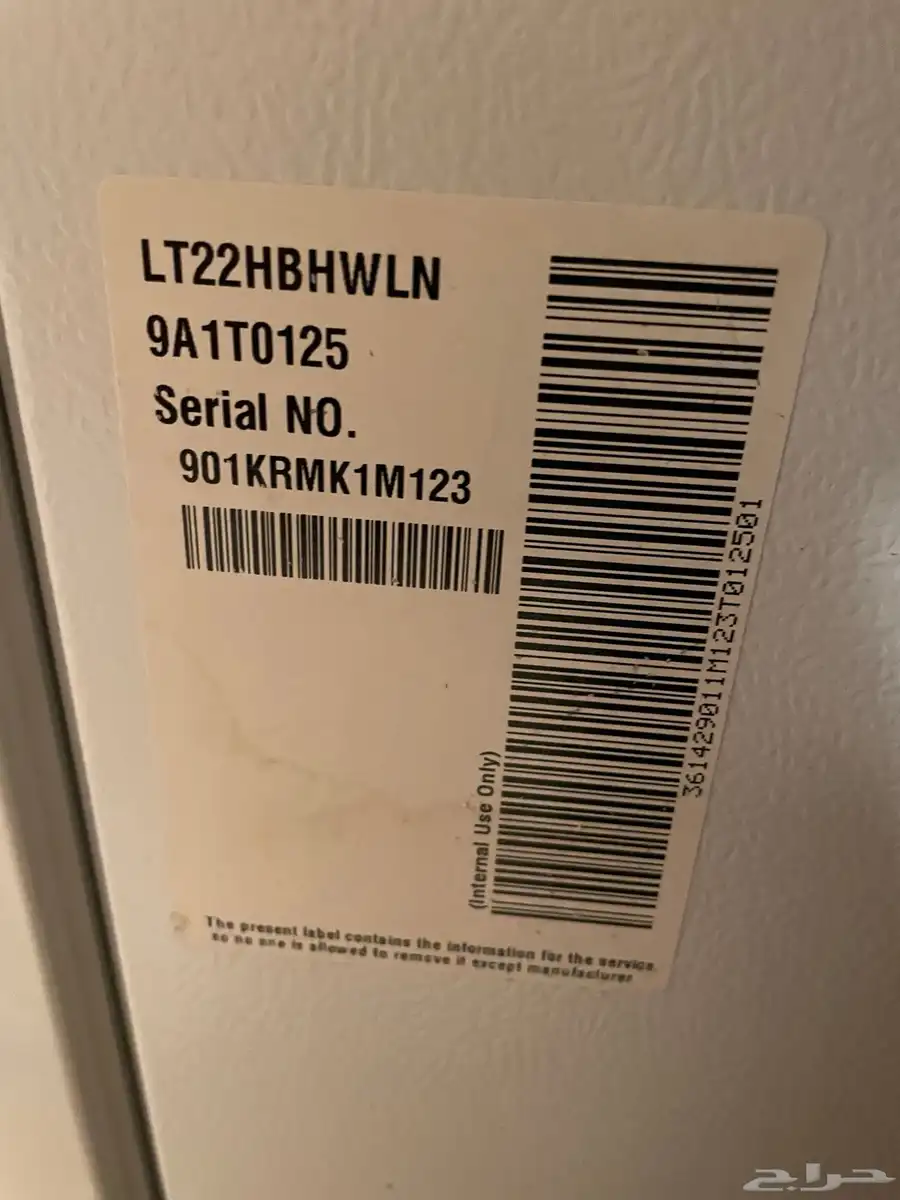 LT22HBHWLN
9A1T0125
Serial NO.
901KRMK1M123
361429011M123T012501
(Internal Use Only)
The present label contains the information for the service.
so no one is allowed to remove it except manufacturer
حراج